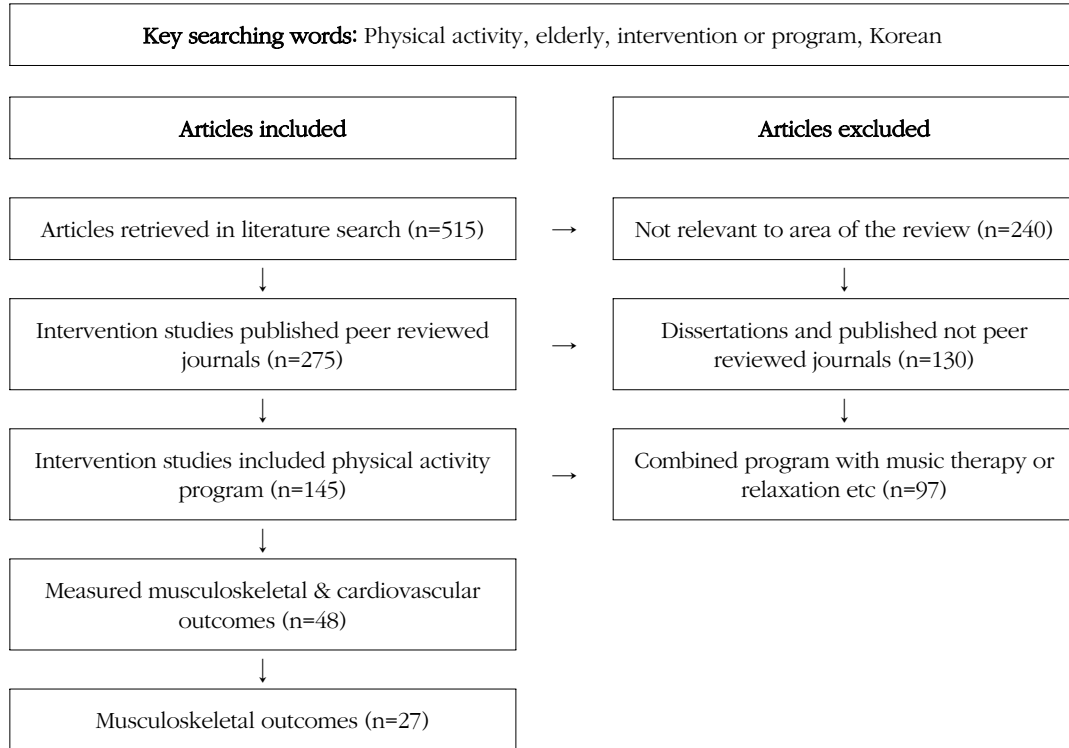 Key searching words: Physical activity, elderly, intervention or program, Korean
Articles included
Articles excluded
Articles retrieved in literature search (n=515)
→
Not relevant to area of the review (n=240)
↓
↓
Intervention studies published peer reviewed
journals (n=275)
→
Dissertations and published not peer
reviewed journals (n=130)
↓
↓
Intervention studies included physical activity
program (n=145)
→
Combined program with music therapy or
relaxation etc (n=97)
↓
Measured musculoskeletal & cardiovascular
outcomes (n=48)
↓
Musculoskeletal outcomes (n=27)